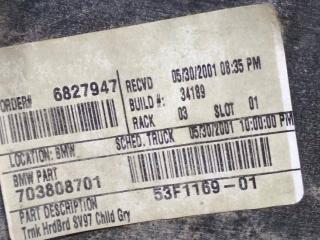 ORDER# 6827947
RECVD 05/30/2001 08:35 PM
BUILD #: 34189
RACK 03 SLOT 01
LOCATION: BMW
SCHED. TRUCK 05/30/2001 10:00:00 PM
BMW PART
703808701
53F1169-01
PART DESCRIPTION
Trnk HrdBrd SV97 Child Gry